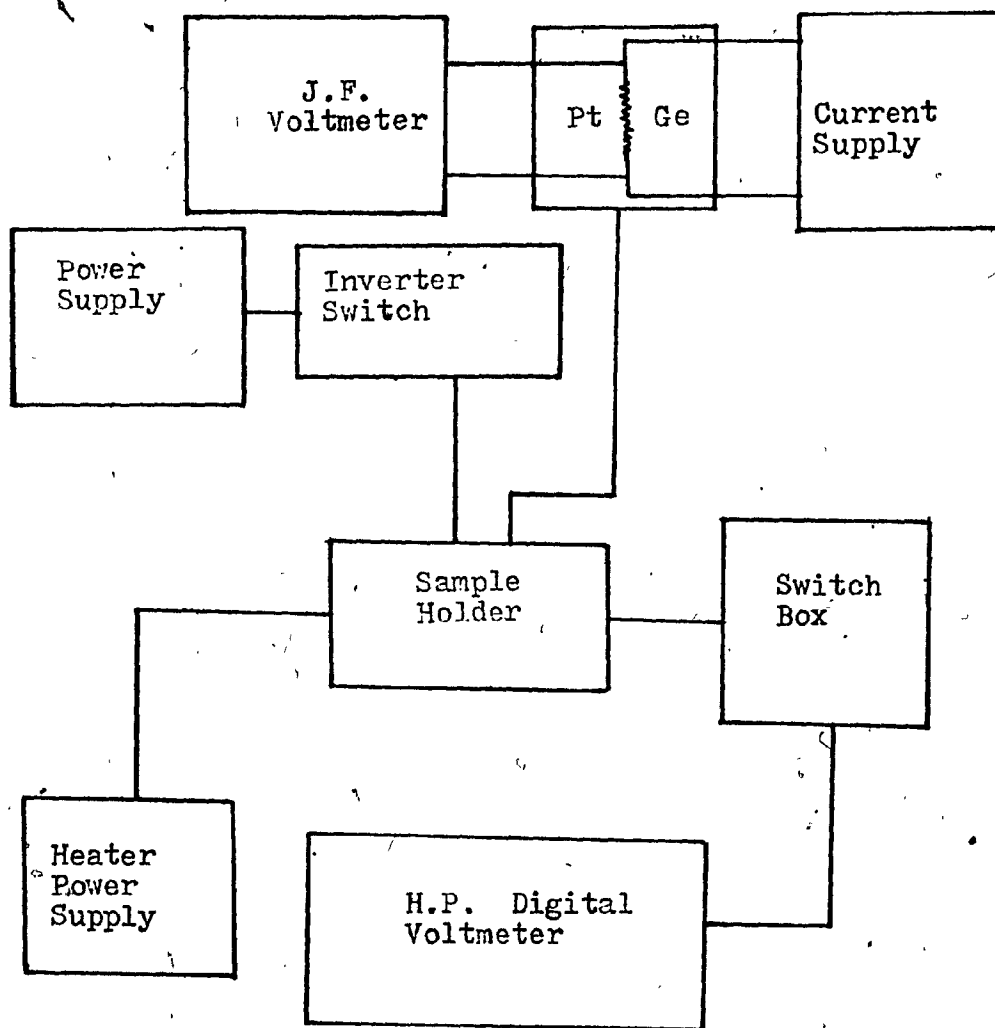 J.F.
Voltmeter
Pt Ge
Current
Supply
Power
Supply
Inverter
Switch
Sample
Holder
Switch
Box
Heater
Power
Supply
H.P. Digital
Voltmeter